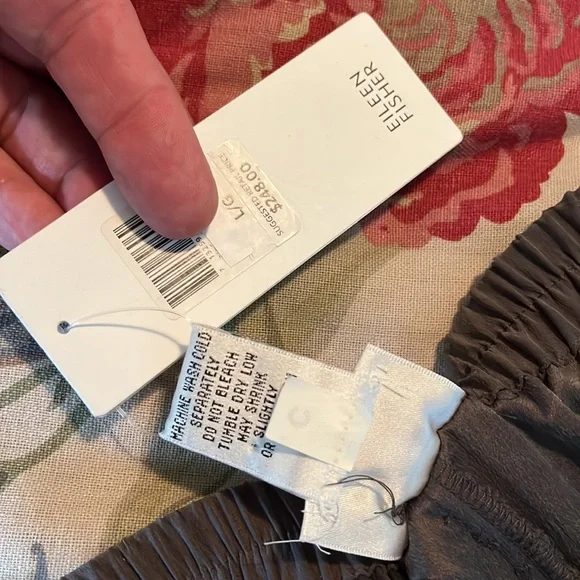 EILEEN
FISHER
L/G
SUGGESTED RETAIL PRICE
$248.00
MACHINE WASH COLD
SEPARATELY
DO NOT BLEACH
TUMBLE DRY LOW
MAY SHRINK
SLIGHTLY
OR